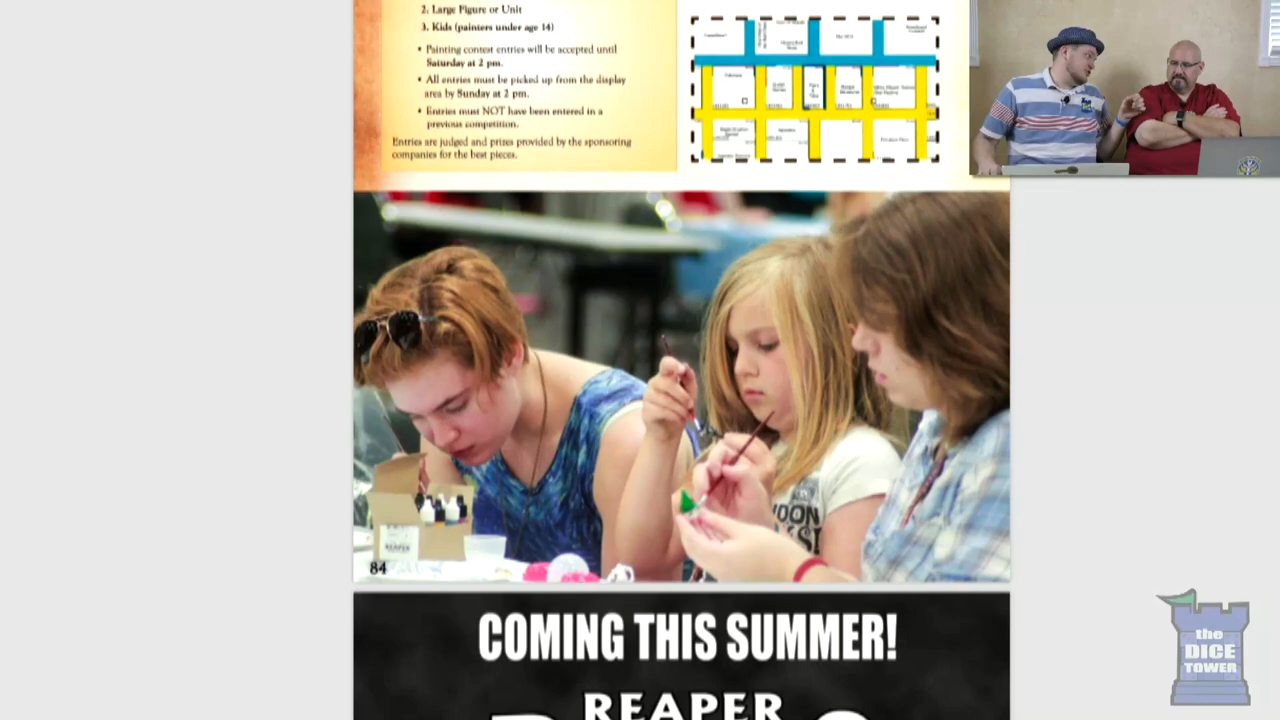 2. Large Figure or Unit
3. Kids (painters under age 14)
• Painting contest entries will be accepted until
Saturday at 2 pm.
• All entries must be picked up from the display
area by Sunday at 2 pm.
• Entries must NOT have been entered in a
previous competition.
Entries are judged and prizes provided by the sponsoring
companies for the best pieces.
REAPER
84
COMING THIS SUMMER!
REAPER
the
DICE
TOWER